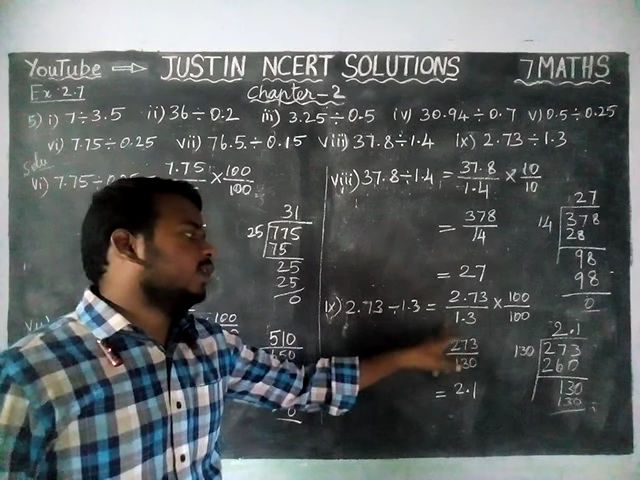 YouTube → JUSTIN NCERT SOLUTIONS 7 MATHS
Ex 2.7 Chapter-2
5) i) 7÷3.5 ii) 36÷0.2 iii) 3.25÷0.5 iv) 30.94÷0.7 v) 0.5÷0.25
vi) 7.75÷0.25 vii) 76.5÷0.15 viii) 37.8÷1.4 ix) 2.73÷1.3
Solu
vi) 7.75÷ 7.75 × 100/100
31
25 775
75
25
25
0
510
0
viii) 37.8÷1.4 = 37.8/1.4 × 10/10
= 378/14
= 27
27
14 378
28
98
98
0
ix) 2.73÷1.3 = 2.73/1.3 × 100/100
273/130
= 2.1
2.1
130 273
260
130
130